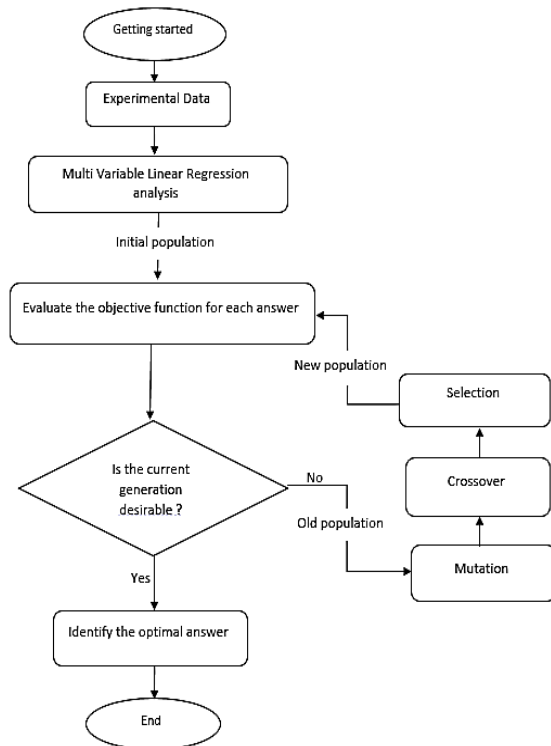 Getting started
Experimental Data
Multi Variable Linear Regression
analysis
Initial population
Evaluate the objective function for each answer
New population
Selection
Is the current
generation
desirable ?
No
Crossover
Old population
Mutation
Yes
Identify the optimal answer
End